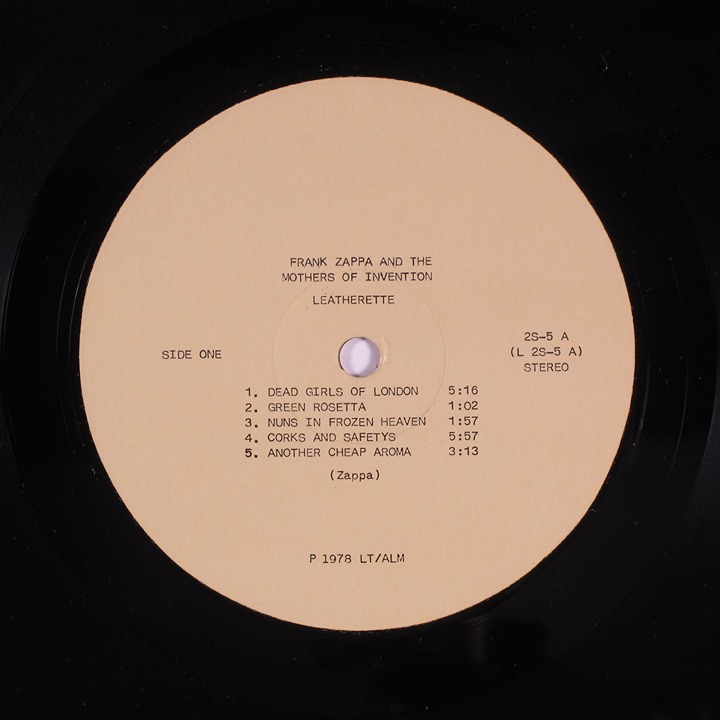 FRANK ZAPPA AND THE
MOTHERS OF INVENTION
LEATHERETTE
SIDE ONE
2S-5 A
(L 2S-5 A)
STEREO
1. DEAD GIRLS OF LONDON 5:16
2. GREEN ROSETTA 1:02
3. NUNS IN FROZEN HEAVEN 1:57
4. CORKS AND SAFETYS 5:57
5. ANOTHER CHEAP AROMA 3:13
(Zappa)
P 1978 LT/ALM